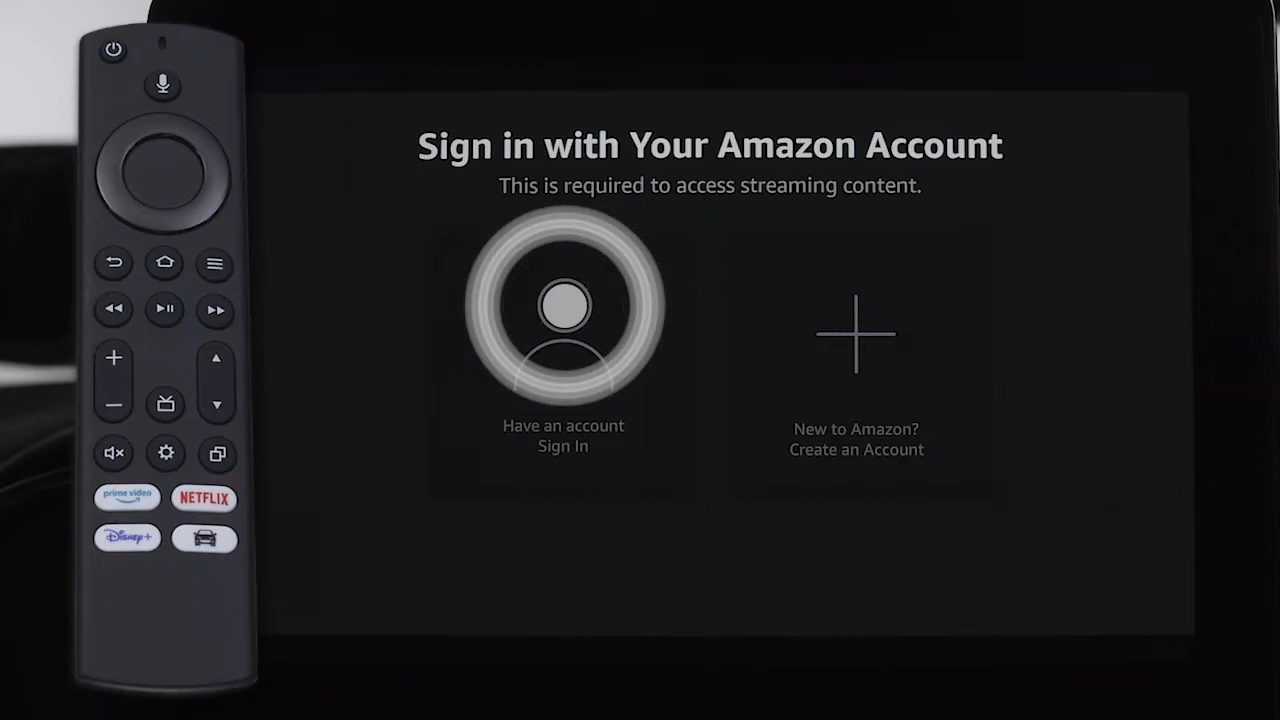 Sign in with Your Amazon Account
This is required to access streaming content.
Have an account
Sign In
New to Amazon?
Create an Account
prime video
NETFLIX
Disney+